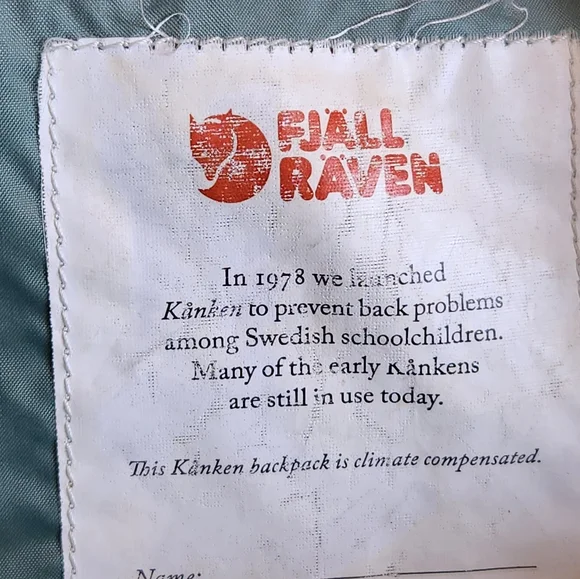 FJÄLL
RÄVEN
In 1978 we launched
Kånken to prevent back problems
among Swedish schoolchildren.
Many of the early Kånkens
are still in use today.
This Kånken backpack is climate compensated.
Name: